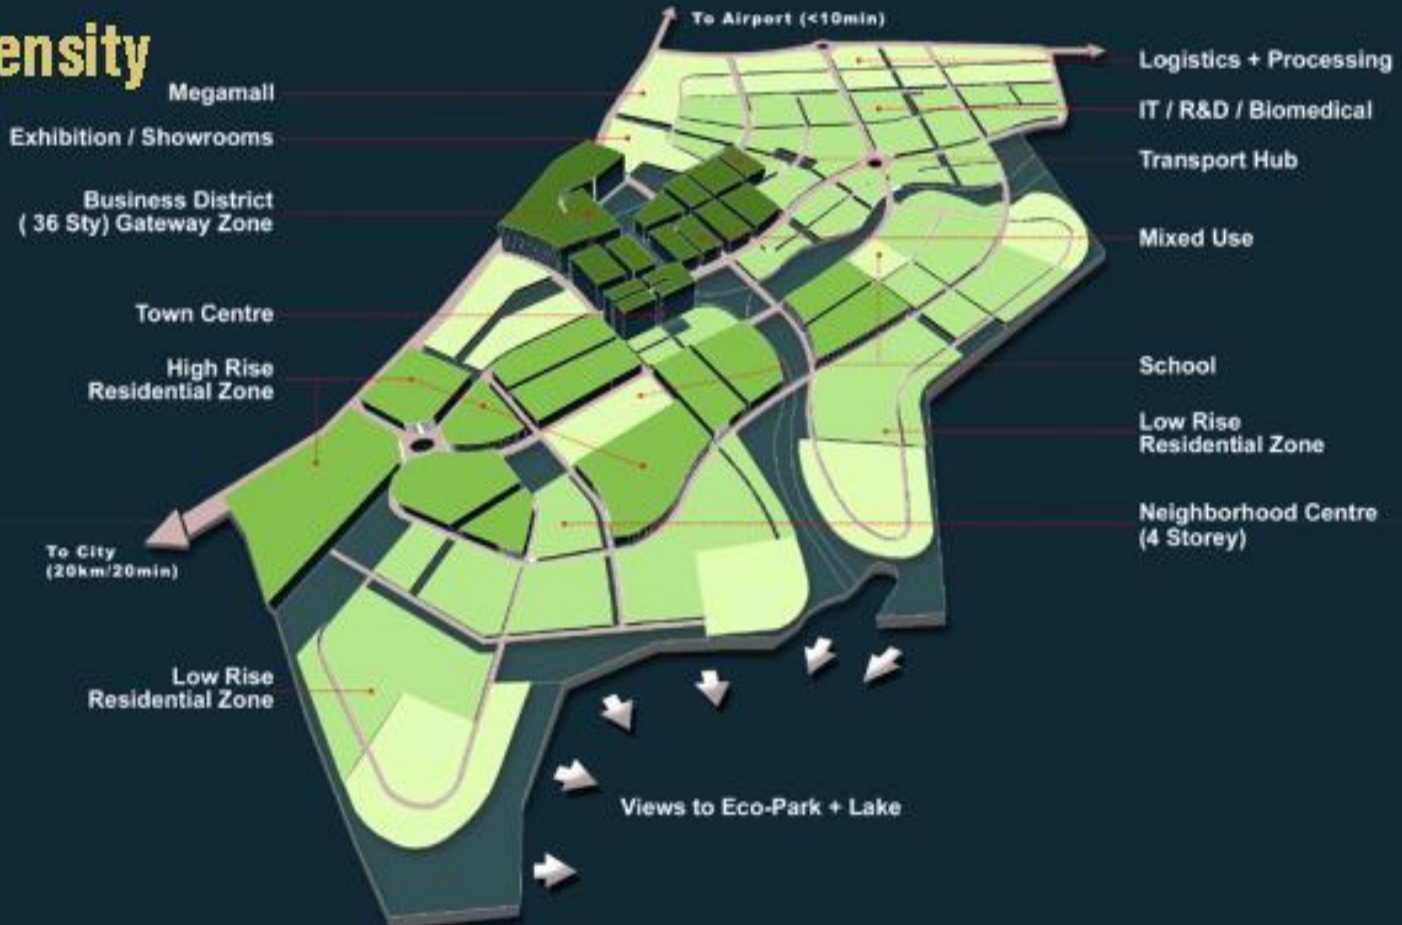 ensity
To Airport (<10min)
Megamall
Exhibition / Showrooms
Business District
( 36 Sty) Gateway Zone
Town Centre
High Rise
Residential Zone
To City
(20km/20min)
Low Rise
Residential Zone
Logistics + Processing
IT / R&D / Biomedical
Transport Hub
Mixed Use
School
Low Rise
Residential Zone
Neighborhood Centre
(4 Storey)
Views to Eco-Park + Lake